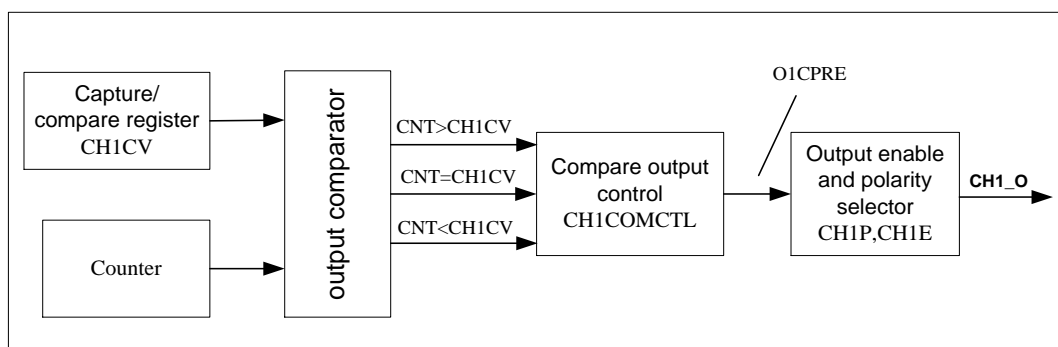 O1CPRE
Capture/
compare register
CH1CV
output comparator
CNT>CH1CV
CNT=CH1CV
CNT<CH1CV
Compare output
control
CH1COMCTL
Output enable
and polarity
selector
CH1P,CH1E
CH1_O
Counter